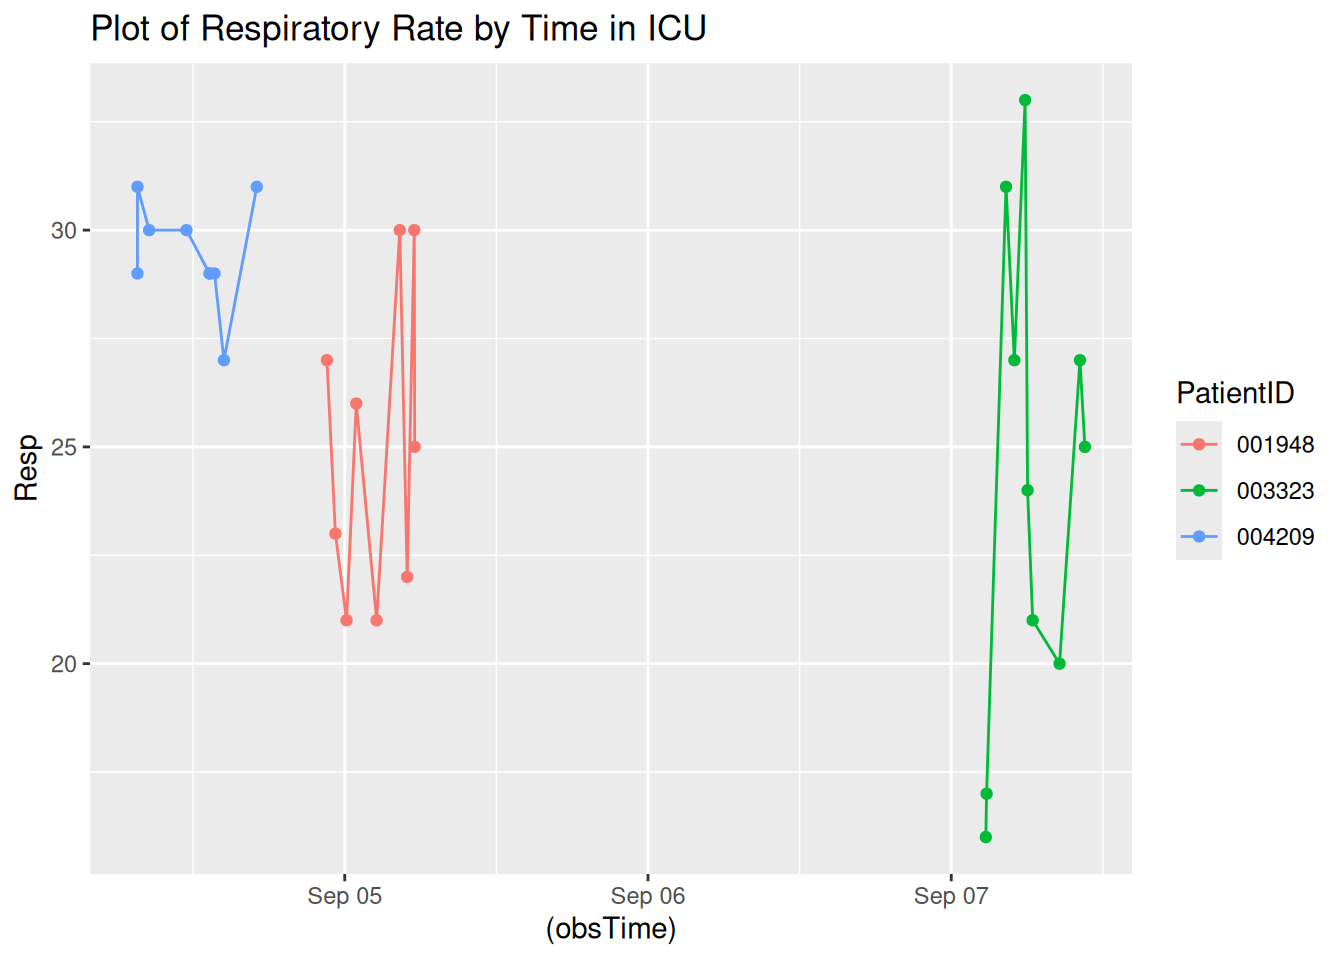 Plot of Respiratory Rate by Time in ICU
Resp
30
25
20
Sep 05 Sep 06 Sep 07
(obsTime)
PatientID
001948
003323
004209